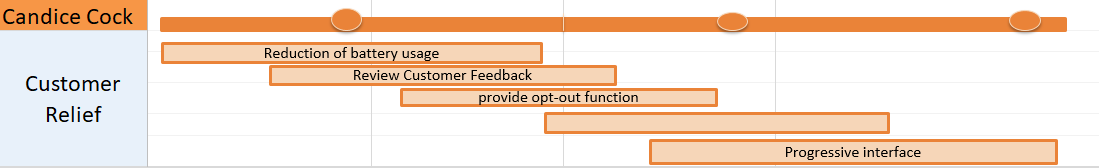 Candice Cock
Reduction of battery usage
Review Customer Feedback
Customer
Relief
provide opt-out function
Progressive interface